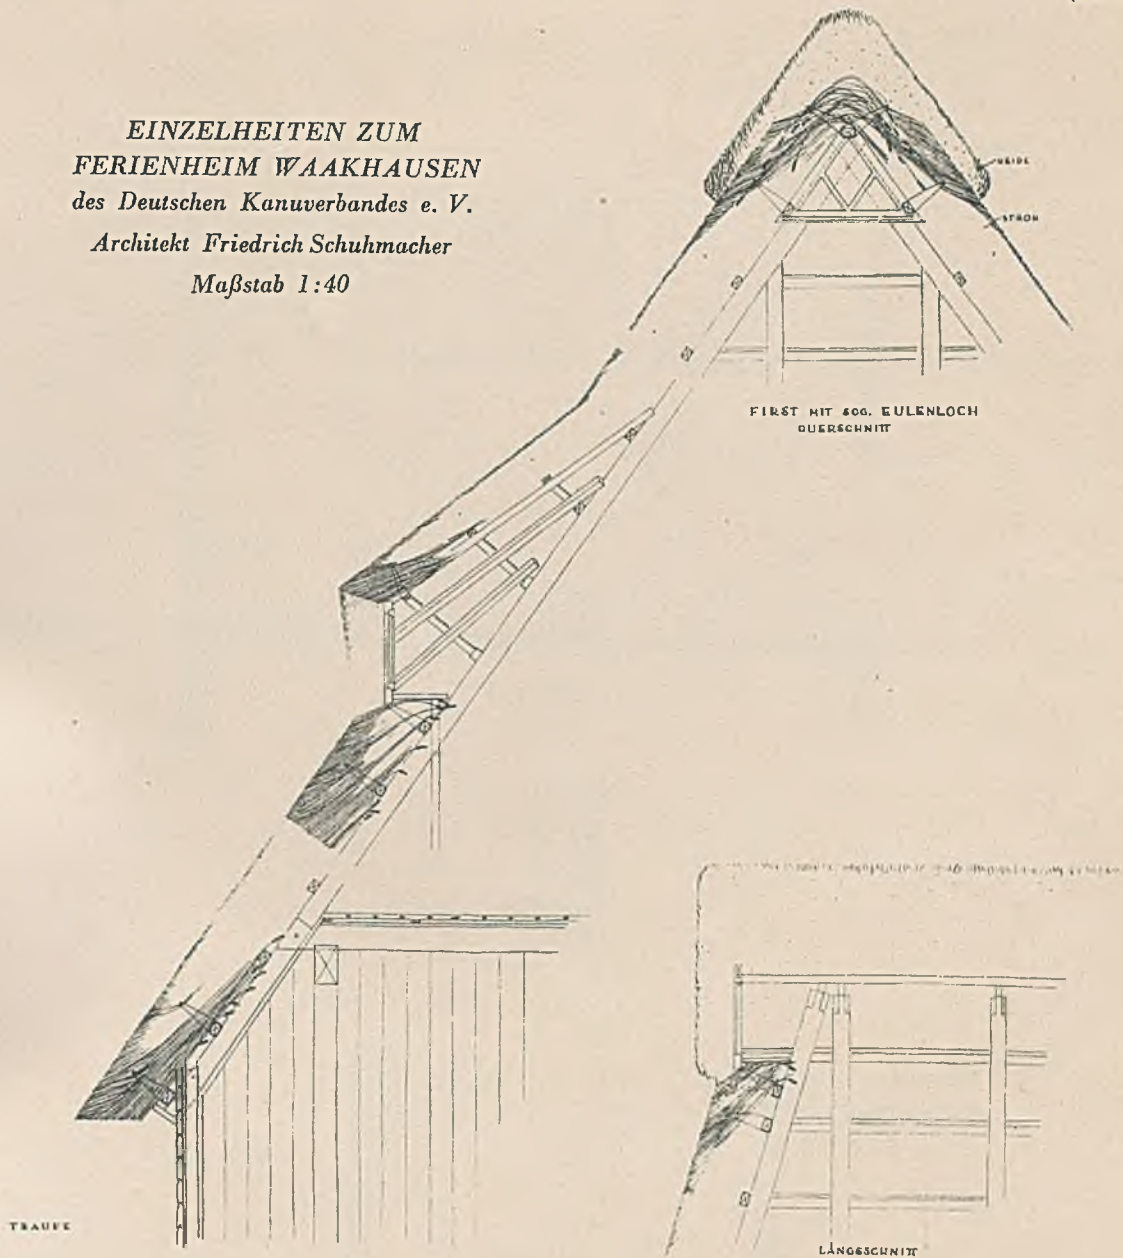 EINZELHEITEN ZUM
FERIENHEIM WAAKHAUSEN
des Deutschen Kanuverbandes e. V.
Architekt Friedrich Schuhmacher
Maßstab 1:40
HEIDE
STROH
FIRST MIT SOG. EULENLOCH
QUERSCHNITT
TRAUFE
LÄNGSSCHNITT